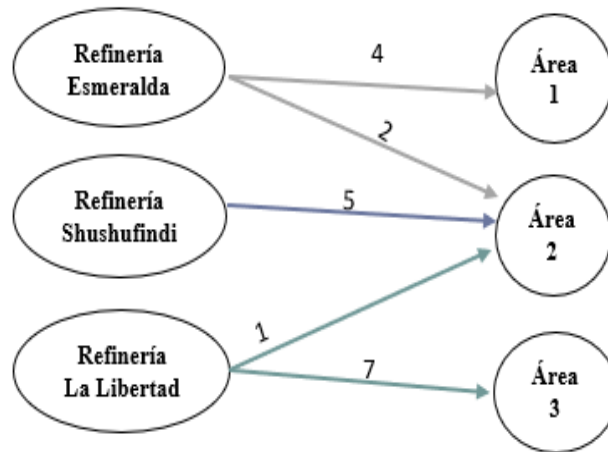 Refinería
Esmeralda
4
Área
1
2
Refinería
Shushufindi
5
Área
2
1
Refinería
La Libertad
7
Área
3